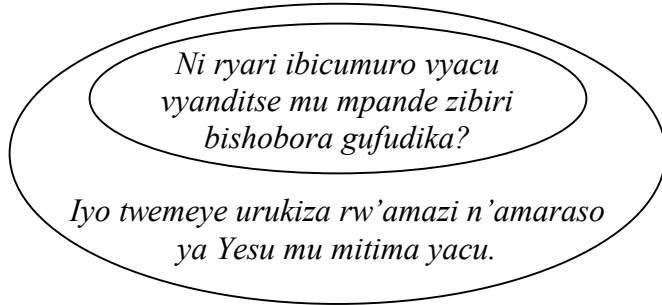 Ni ryari ibicumuro vyacu
vyanditse mu mpande zibiri
bishobora gufudika?
Iyo twemeye urukiza rw'amazi n'amaraso
ya Yesu mu mitima yacu.